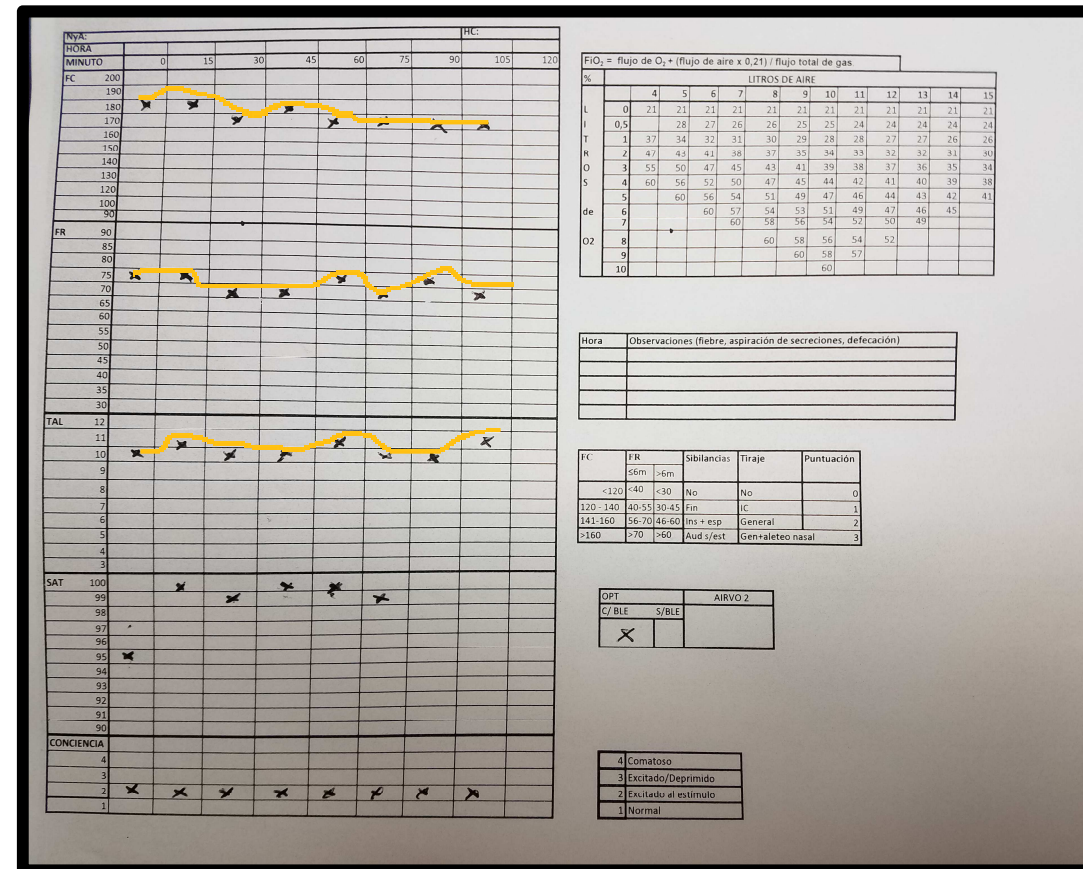 NyA: HC:
HORA
MINUTO 0 15 30 45 60 75 90 105 120
FC 200
190
180
170
160
150
140
130
120
100
90
FR 90
85
80
75
70
65
60
55
50
45
40
35
30
TAL 12
11
10
9
8
7
6
5
4
3
SAT 100
99
98
97
96
95
94
93
92
91
90
CONCIENCIA
4
3
2
1
FiO₂ = flujo de O₂ + (flujo de aire x 0,21) / flujo total de gas
% LITROS DE AIRE
4 5 6 7 8 9 10 11 12 13 14 15
L 0 21 21 21 21 21 21 21 21 21 21 21 21
I 0,5 28 27 26 26 25 25 24 24 24 24 24
T 1 37 34 32 31 30 29 28 28 27 27 26 26
R 2 47 43 41 38 37 35 34 33 32 32 31 30
O 3 55 50 47 45 43 41 39 38 37 36 35 34
S 4 60 56 52 50 47 45 44 42 41 40 39 38
5 60 56 54 51 49 47 46 44 43 42 41
de 6 60 57 54 53 51 49 47 46 45
7 60 58 56 54 52 50 49
O2 8 60 58 56 54 52
9 60 58 57
10 60
Hora Observaciones (fiebre, aspiración de secreciones, defecación)
FC FR Sibilancias Tiraje Puntuación
≤6m >6m
<120 <40 <30 No No 0
120 - 140 40-55 30-45 Fin IC 1
141-160 56-70 46-60 Ins + esp General 2
>160 >70 >60 Aud s/est Gen+aleteo nasal 3
OPT AIRVO 2
C/ BLE S/BLE
X
4 Comatoso
3 Excitado/Deprimido
2 Excitado al estímulo
1 Normal